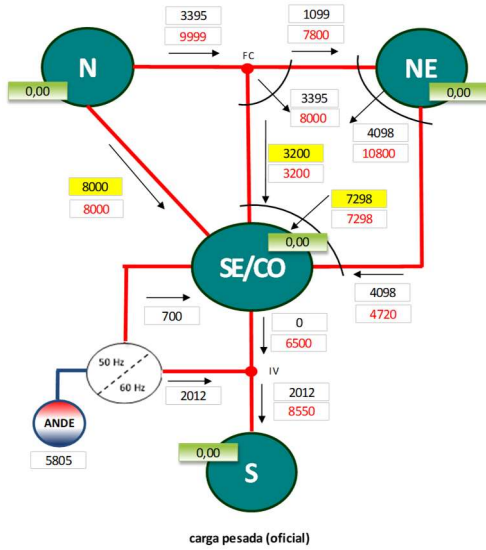 3395 1099
9999 7800
FC
N NE
0,00 0,00
3395
8000
4098
10800
3200
3200
8000
8000
7298
7298
0,00
SE/CO
4098
4720
700
0
6500
50 Hz
60 Hz
IV
2012
2012
8550
ANDE
5805
0,00
S
carga pesada (oficial)